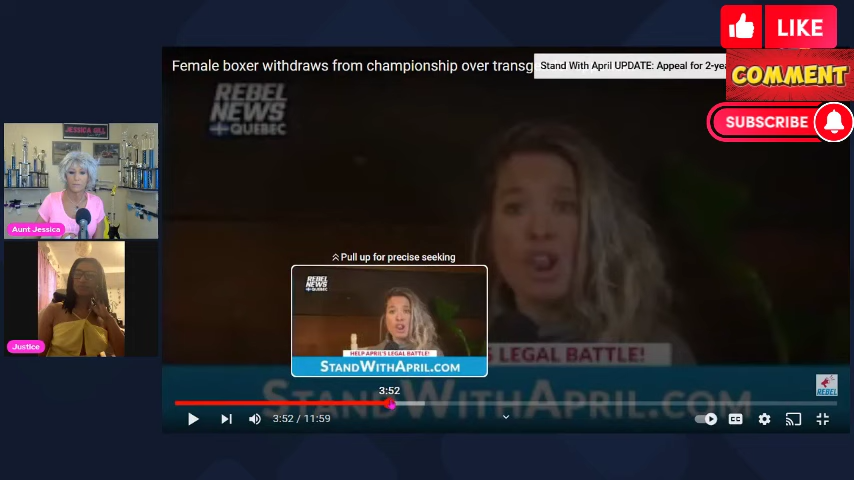 LIKE
Female boxer withdraws from championship over transg
Stand With April UPDATE: Appeal for 2-yea
COMMENT
SUBSCRIBE
REBEL
NEWS
QUEBEC
JESSICA GILL
Aunt Jessica
Pull up for precise seeking
REBEL
NEWS
QUEBEC
HELP APRIL'S LEGAL BATTLE!
STANDWITHAPRIL.COM
S LEGAL BATTLE!
Justice
3:52
STANDWITHAPRIL.COM
REBEL
3:52 / 11:59
CC